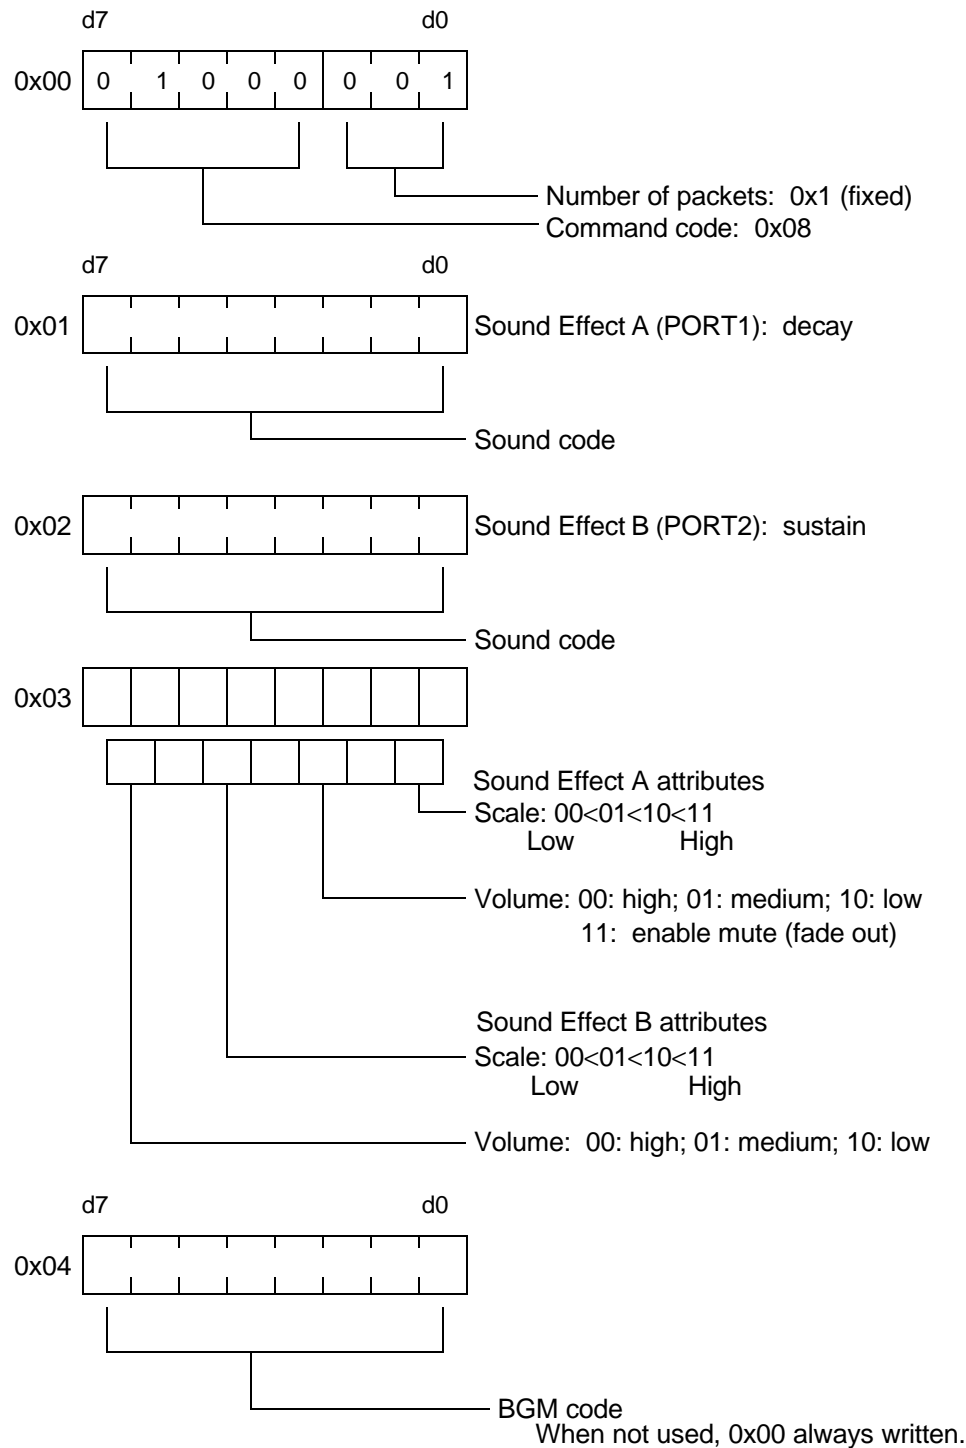 d7 d0
0x00 0 1 0 0 0 0 0 1
Number of packets: 0x1 (fixed)
Command code: 0x08
d7 d0
0x01 Sound Effect A (PORT1): decay
Sound code
0x02 Sound Effect B (PORT2): sustain
Sound code
0x03
Sound Effect A attributes
Scale: 00<01<10<11
Low High
Volume: 00: high; 01: medium; 10: low
11: enable mute (fade out)
Sound Effect B attributes
Scale: 00<01<10<11
Low High
Volume: 00: high; 01: medium; 10: low
d7 d0
0x04
BGM code
When not used, 0x00 always written.